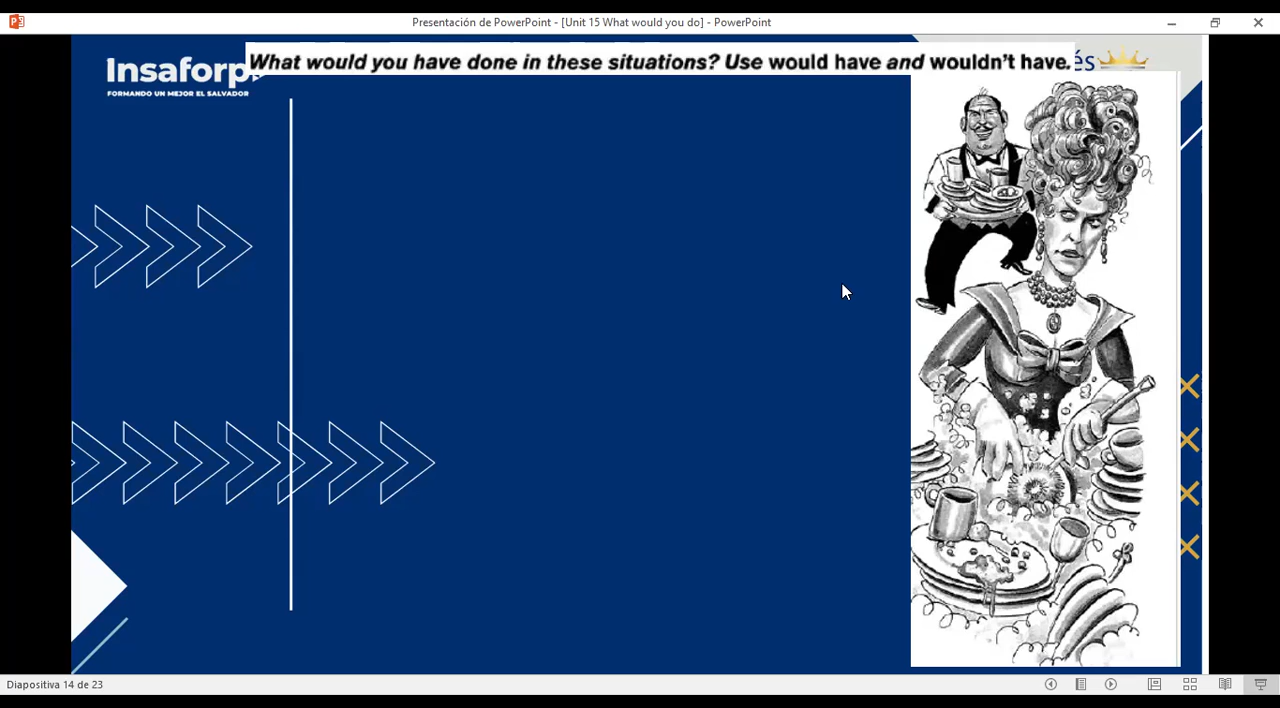 Presentación de PowerPoint - [Unit 15 What would you do] - PowerPoint
What would you have done in these situations? Use would have and wouldn't have.
Insaforp
és
FORMANDO UN MEJOR EL SALVADOR
Diapositiva 14 de 23